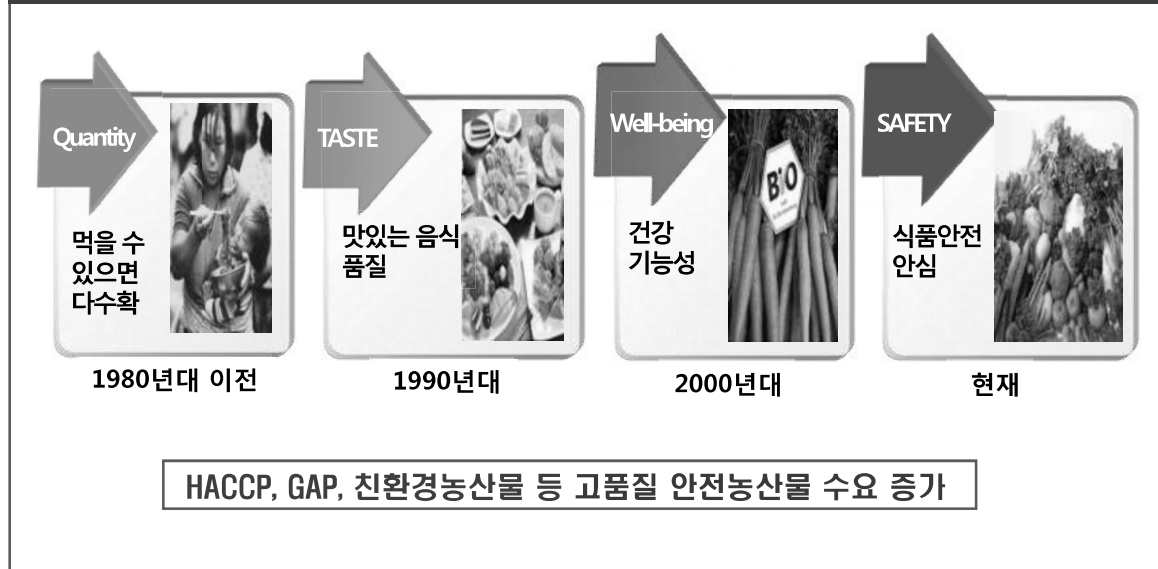 Quantity
먹을 수
있으면
다수확
1980년대 이전
TASTE
맛있는 음식
품질
1990년대
Well-being
건강
기능성
BiO
2000년대
SAFETY
식품안전
안심
현재
HACCP, GAP, 친환경농산물 등 고품질 안전농산물 수요 증가